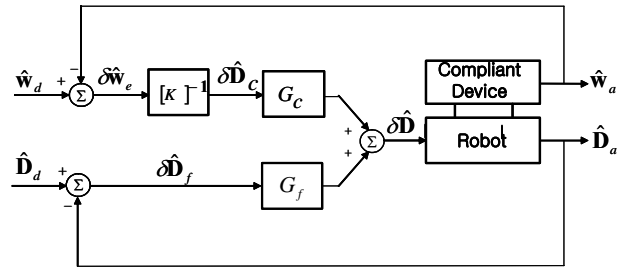 −
ŵ_d + Σ δŵ_e [K]⁻¹ δD̂_C G_C
Compliant
Device
ŵ_a
+
+
Σ δD̂ Robot D̂_a
D̂_d + Σ δD̂_f G_f
−